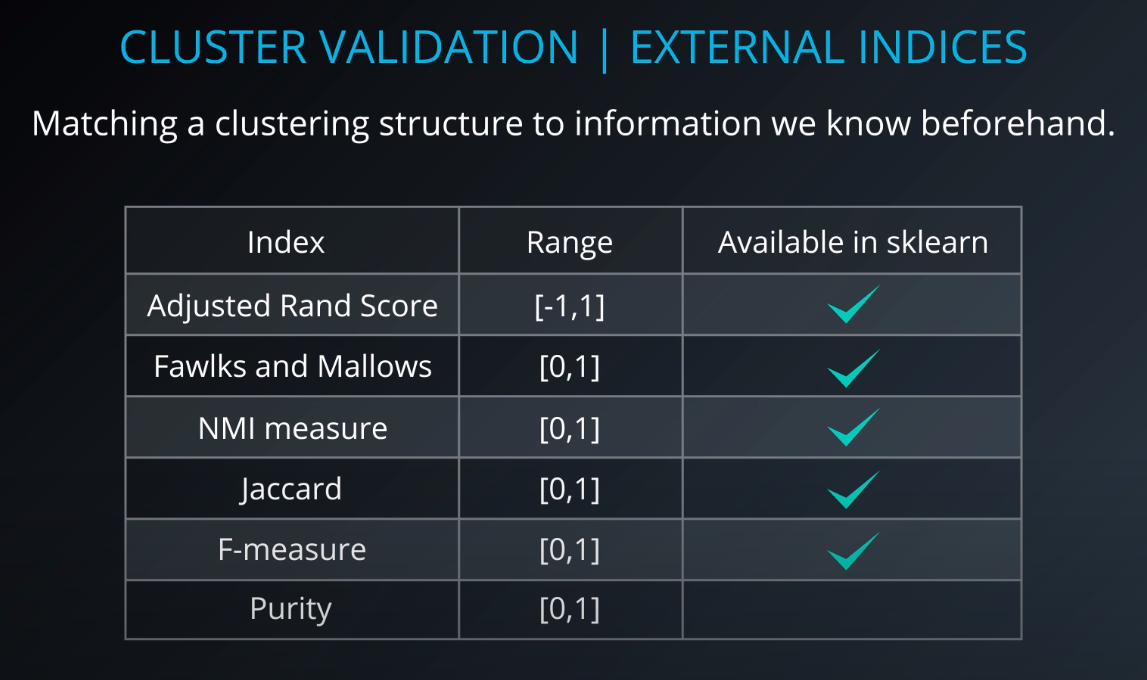 CLUSTER VALIDATION | EXTERNAL INDICES
Matching a clustering structure to information we know beforehand.
Index Range Available in sklearn
Adjusted Rand Score [-1,1]
Fawlks and Mallows [0,1]
NMI measure [0,1]
Jaccard [0,1]
F-measure [0,1]
Purity [0,1]